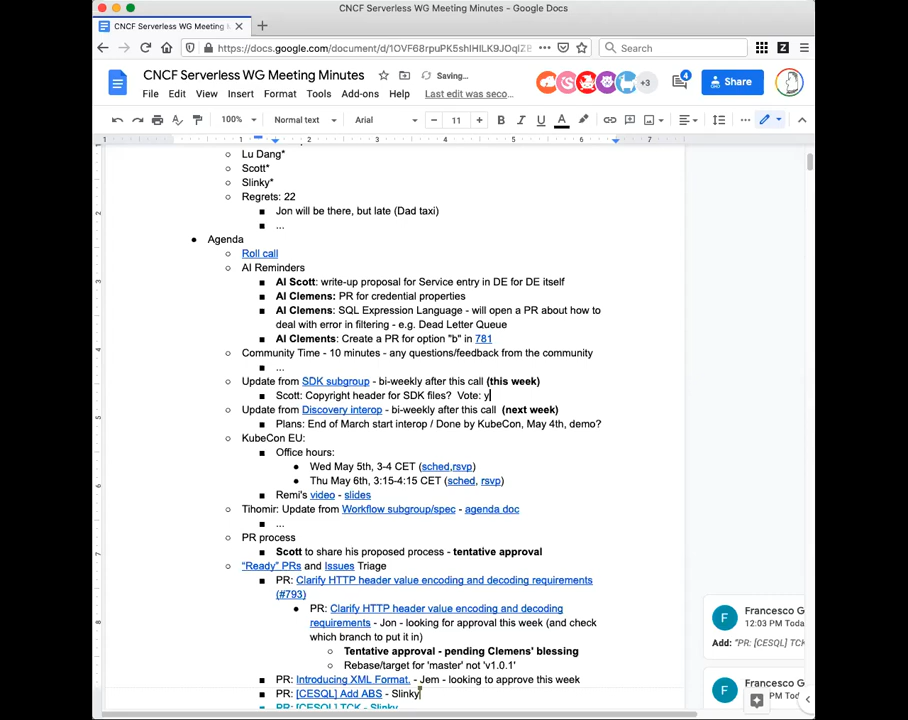 CNCF Serverless WG Meeting Minutes - Google Docs
CNCF Serverless WG Meeting M
https://docs.google.com/document/d/1OVF68rpuPK5shIHILK9JOqlZE
Search
CNCF Serverless WG Meeting Minutes
Saving...
+3
4
Share
File Edit View Insert Format Tools Add-ons Help Last edit was seco...
100% Normal text Arial 11
1 2 3 4 5 6 7
Lu Dang*
Scott*
Slinky*
Regrets: 22
Jon will be there, but late (Dad taxi)
...
Agenda
Roll call
AI Reminders
AI Scott: write-up proposal for Service entry in DE for DE itself
AI Clemens: PR for credential properties
AI Clemens: SQL Expression Language - will open a PR about how to
deal with error in filtering - e.g. Dead Letter Queue
AI Clements: Create a PR for option "b" in 781
Community Time - 10 minutes - any questions/feedback from the community
...
Update from SDK subgroup - bi-weekly after this call (this week)
Scott: Copyright header for SDK files?  Vote: y
Update from Discovery interop - bi-weekly after this call  (next week)
Plans: End of March start interop / Done by KubeCon, May 4th, demo?
KubeCon EU:
Office hours:
Wed May 5th, 3-4 CET (sched,rsvp)
Thu May 6th, 3:15-4:15 CET (sched, rsvp)
Remi's video - slides
Tihomir: Update from Workflow subgroup/spec - agenda doc
...
PR process
Scott to share his proposed process - tentative approval
“Ready” PRs and Issues Triage
PR: Clarify HTTP header value encoding and decoding requirements
(#793)
PR: Clarify HTTP header value encoding and decoding
requirements - Jon - looking for approval this week (and check
which branch to put it in)
Tentative approval - pending Clemens' blessing
Rebase/target for 'master' not 'v1.0.1'
PR: Introducing XML Format. - Jem - looking to approve this week
PR: [CESQL] Add ABS - Slinky
PR: [CESQL] TCK - Slinky
F
Francesco G
12:03 PM Toda
Add: "PR: [CESQL] TCK
F
Francesco G